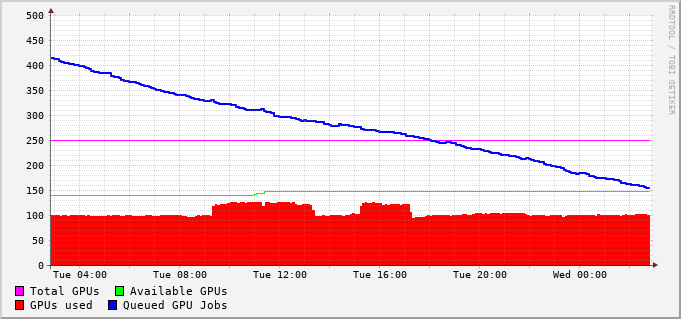 500
450
400
350
300
250
200
150
100
50
0
Tue 04:00 Tue 08:00 Tue 12:00 Tue 16:00 Tue 20:00 Wed 00:00
Total GPUs Available GPUs
GPUs used Queued GPU Jobs
RRDTOOL / TOBI OETIKER